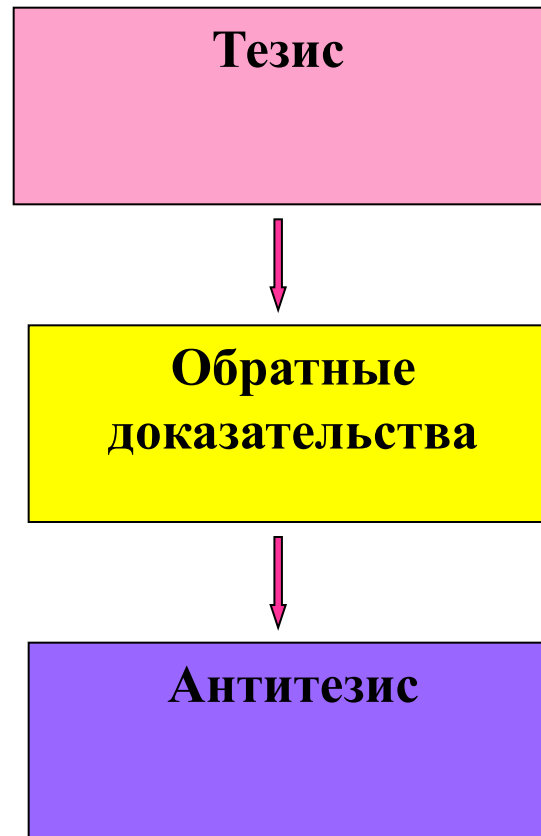 Тезис
Обратные
доказательства
Антитезис